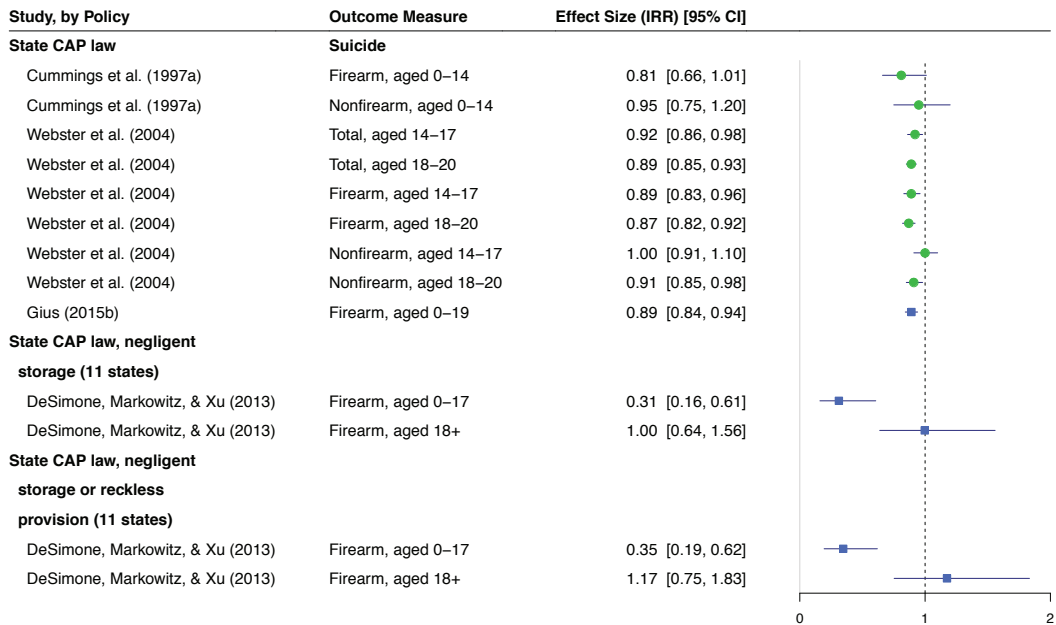 Study, by Policy Outcome Measure Effect Size (IRR) [95% CI]
State CAP law Suicide
Cummings et al. (1997a) Firearm, aged 0−14 0.81 [0.66, 1.01]
Cummings et al. (1997a) Nonfirearm, aged 0−14 0.95 [0.75, 1.20]
Webster et al. (2004) Total, aged 14−17 0.92 [0.86, 0.98]
Webster et al. (2004) Total, aged 18−20 0.89 [0.85, 0.93]
Webster et al. (2004) Firearm, aged 14−17 0.89 [0.83, 0.96]
Webster et al. (2004) Firearm, aged 18−20 0.87 [0.82, 0.92]
Webster et al. (2004) Nonfirearm, aged 14−17 1.00 [0.91, 1.10]
Webster et al. (2004) Nonfirearm, aged 18−20 0.91 [0.85, 0.98]
Gius (2015b) Firearm, aged 0−19 0.89 [0.84, 0.94]
State CAP law, negligent
storage (11 states)
DeSimone, Markowitz, & Xu (2013) Firearm, aged 0−17 0.31 [0.16, 0.61]
DeSimone, Markowitz, & Xu (2013) Firearm, aged 18+ 1.00 [0.64, 1.56]
State CAP law, negligent
storage or reckless
provision (11 states)
DeSimone, Markowitz, & Xu (2013) Firearm, aged 0−17 0.35 [0.19, 0.62]
DeSimone, Markowitz, & Xu (2013) Firearm, aged 18+ 1.17 [0.75, 1.83]
0 1 2